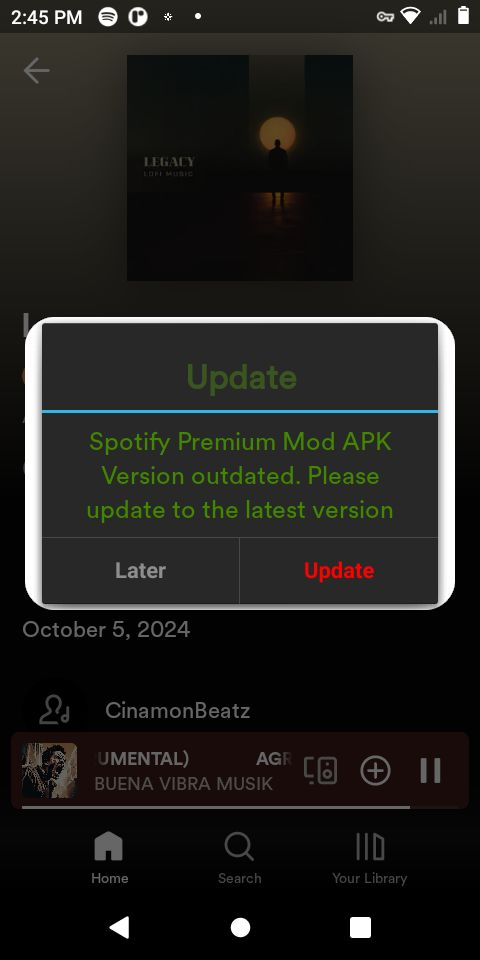 2:45 PM
LEGACY
LOFI MUSIC
Update
Spotify Premium Mod APK
Version outdated. Please
update to the latest version
Later
Update
October 5, 2024
CinamonBeatz
UMENTAL) AGR
BUENA VIBRA MUSIK
Home
Search
Your Library